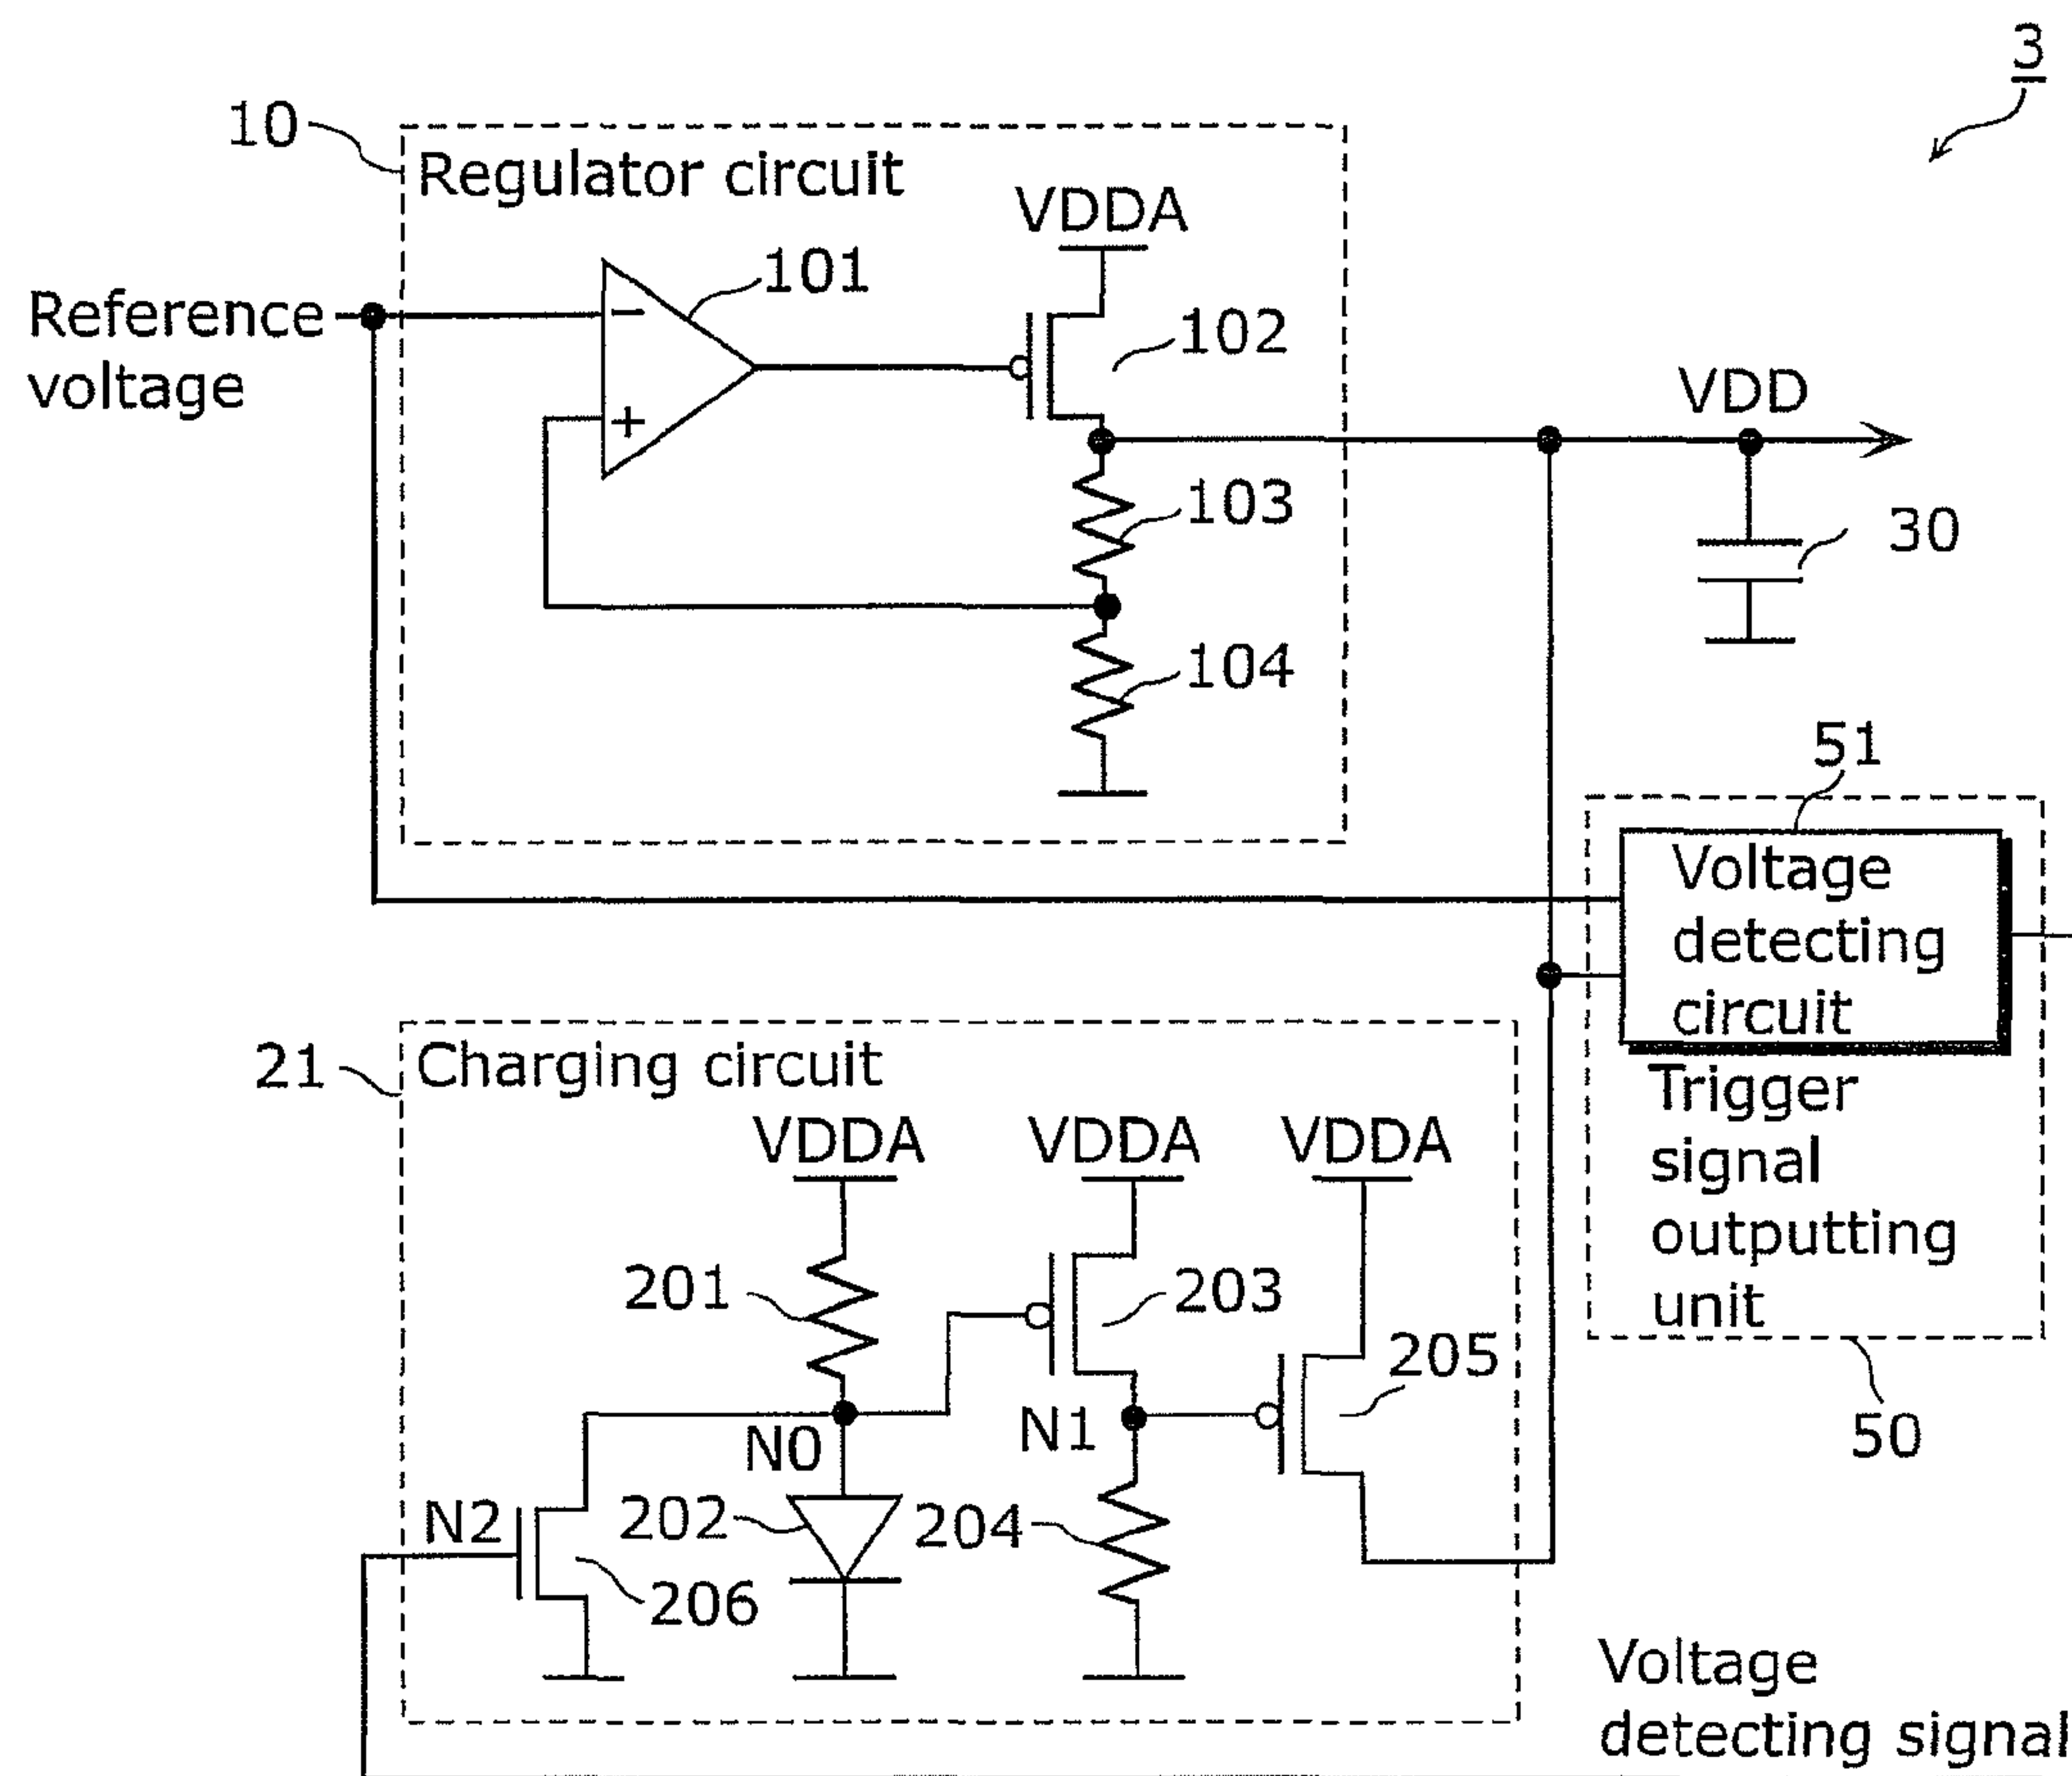 3
10
Regulator circuit
VDDA
101
Reference
voltage
−
+
102
VDD
103
30
104
51
Voltage
detecting
circuit
Trigger
signal
outputting
unit
50
21
Charging circuit
VDDA VDDA VDDA
201
203
205
N0
N1
N2
202
204
206
Voltage
detecting signal